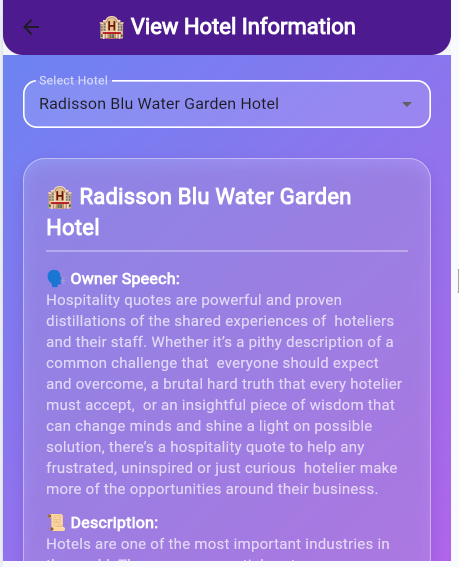 View Hotel Information
Select Hotel
Radisson Blu Water Garden Hotel
Radisson Blu Water Garden
Hotel
Owner Speech:
Hospitality quotes are powerful and proven
distillations of the shared experiences of  hoteliers
and their staff. Whether it's a pithy description of a
common challenge that  everyone should expect
and overcome, a brutal hard truth that every hotelier
must accept,  or an insightful piece of wisdom that
can change minds and shine a light on possible
solution, there's a hospitality quote to help any
frustrated, uninspired or just curious  hotelier make
more of the opportunities around their business.
Description:
Hotels are one of the most important industries in